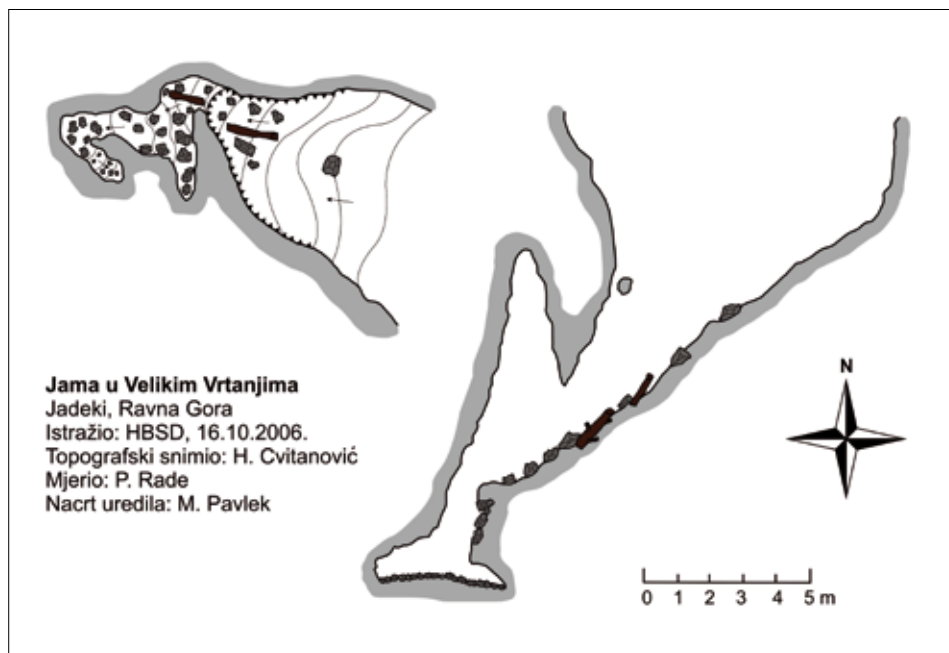 Jama u Velikim Vrtanjima
Jadeki, Ravna Gora
Istražio: HBSD, 16.10.2006.
Topografski snimio: H. Cvitanović
Mjerio: P. Rade
Nacrt uredila: M. Pavlek
N
0 1 2 3 4 5 m